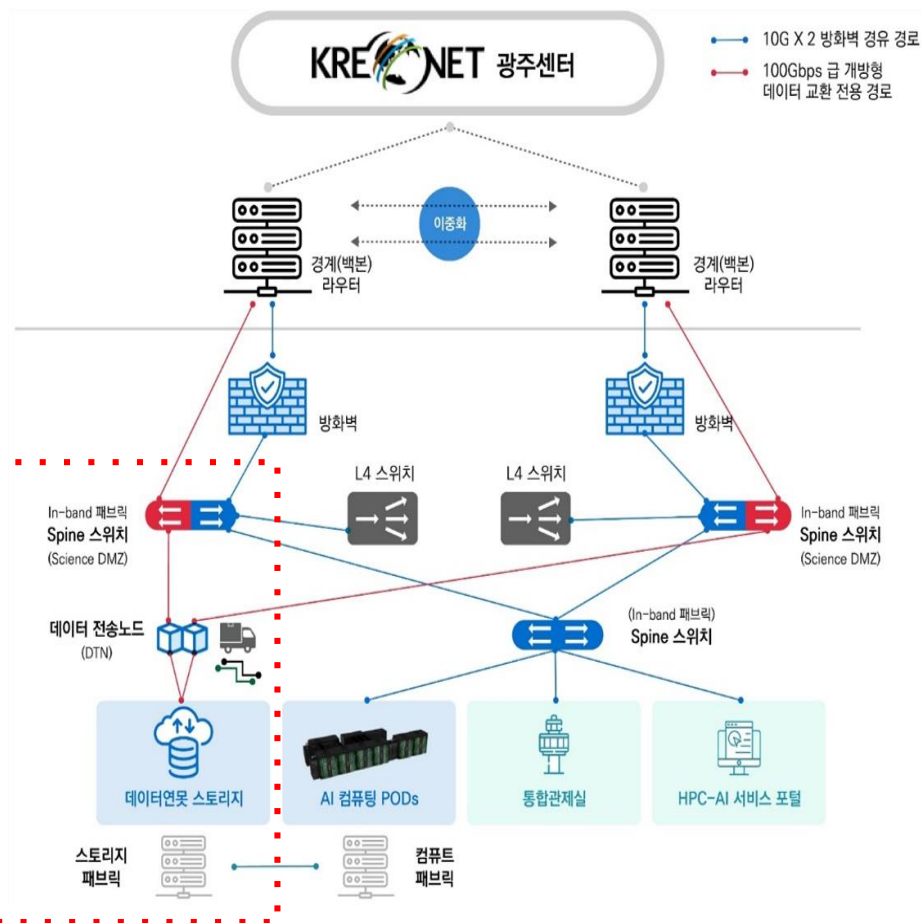 KREONET 광주센터
10G X 2 방화벽 경유 경로
100Gbps 급 개방형
데이터 교환 전용 경로
이중화
경계(백본)
라우터
경계(백본)
라우터
방화벽
방화벽
L4 스위치
L4 스위치
In-band 패브릭
Spine 스위치
(Science DMZ)
In-band 패브릭
Spine 스위치
(Science DMZ)
데이터 전송노드
(DTN)
(In-band 패브릭)
Spine 스위치
데이터연못 스토리지
AI 컴퓨팅 PODs
통합관제실
HPC-AI 서비스 포털
스토리지
패브릭
컴퓨트
패브릭